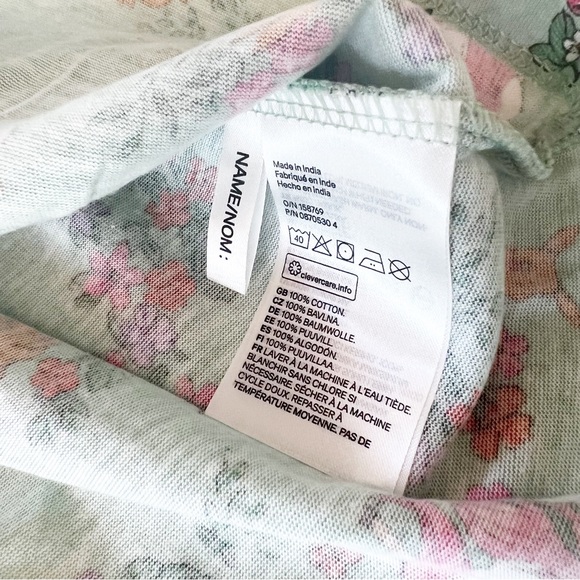 NAME/NOM:
Made in India
Fabriqué en Inde
Hecho en India
O/N 158769
P/N 0870530 4
40
clevercare.info
GB 100% COTTON.
CZ 100% BAVLNA.
DE 100% BAUMWOLLE.
EE 100% PUUVILL.
ES 100% ALGODÓN.
FI 100% PUUVILLAA.
FR LAVER À LA MACHINE À L'EAU TIÈDE.
BLANCHIR SANS CHLORE SI
NÉCESSAIRE. SÉCHER À LA MACHINE
CYCLE DOUX. REPASSER À
TEMPÉRATURE MOYENNE. PAS DE